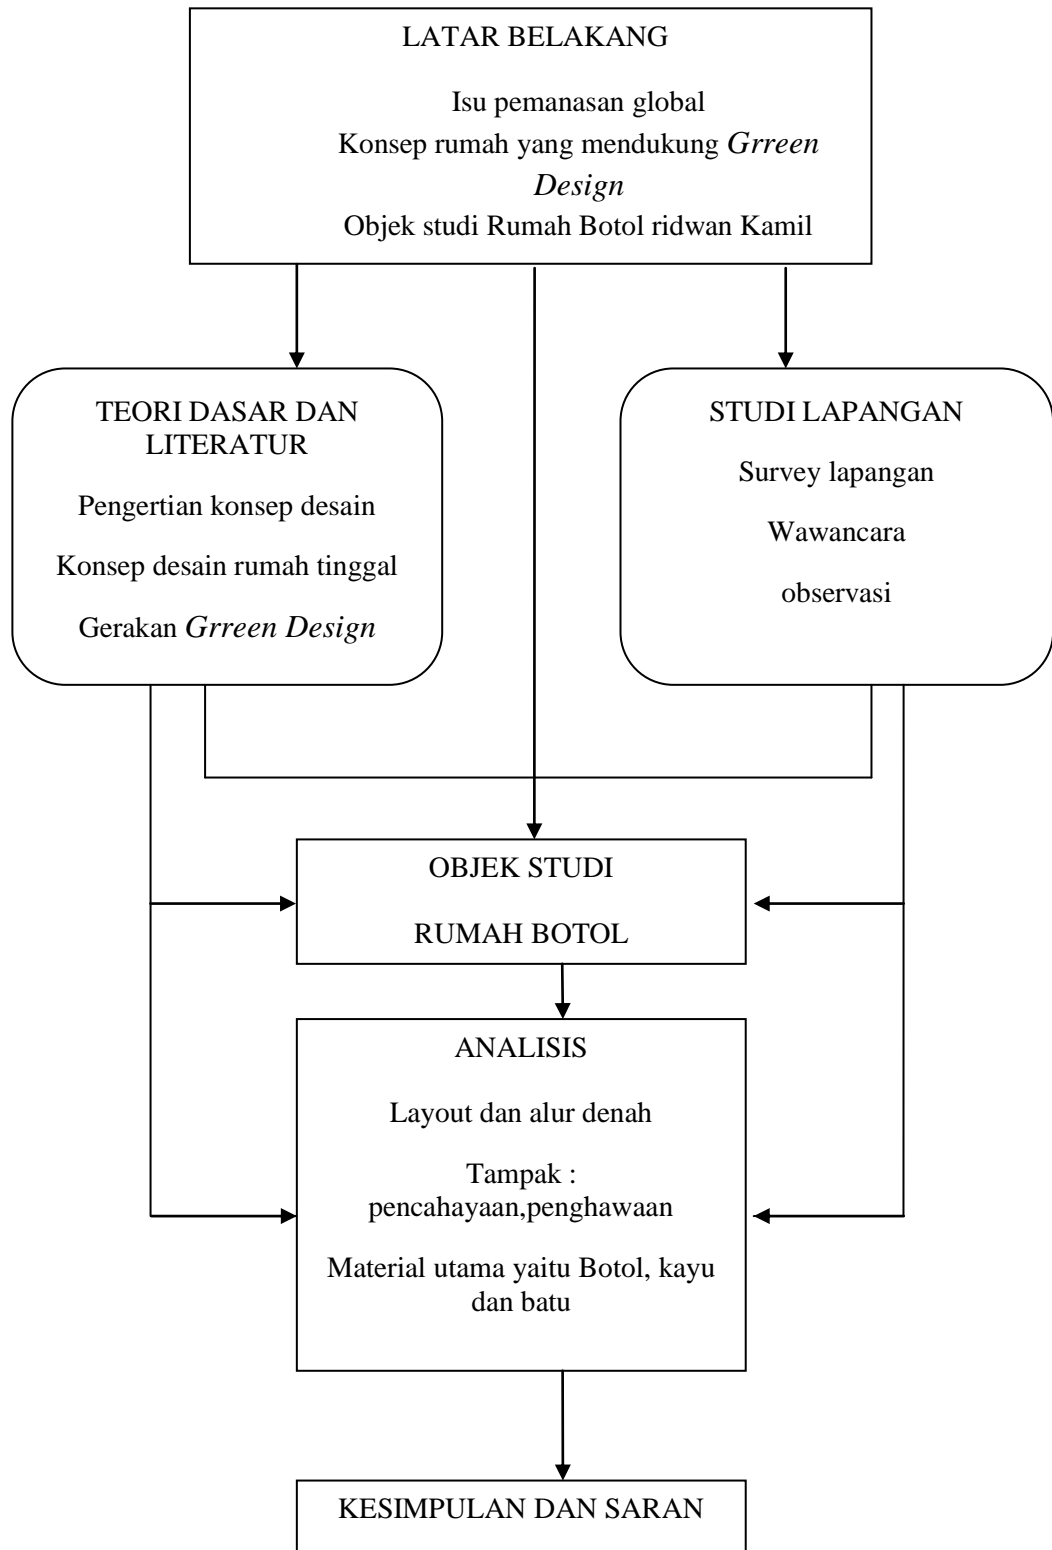 LATAR BELAKANG
Isu pemanasan global
Konsep rumah yang mendukung Grreen
Design
Objek studi Rumah Botol ridwan Kamil
TEORI DASAR DAN
LITERATUR
Pengertian konsep desain
Konsep desain rumah tinggal
Gerakan Grreen Design
STUDI LAPANGAN
Survey lapangan
Wawancara
observasi
OBJEK STUDI
RUMAH BOTOL
ANALISIS
Layout dan alur denah
Tampak :
pencahayaan,penghawaan
Material utama yaitu Botol, kayu
dan batu
KESIMPULAN DAN SARAN